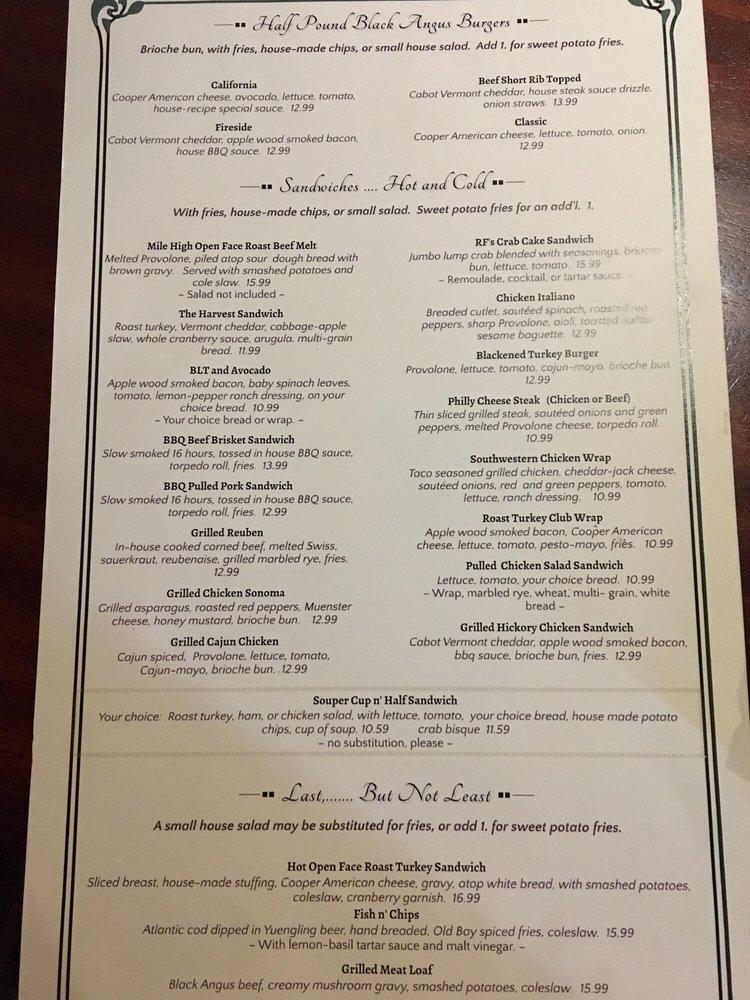 Half Pound Black Angus Burgers
Brioche bun, with fries, house-made chips, or small house salad. Add 1. for sweet potato fries.
California
Cooper American cheese, avocado, lettuce, tomato,
house-recipe special sauce. 12.99
Fireside
Cabot Vermont cheddar, apple wood smoked bacon,
house BBQ sauce. 12.99
Beef Short Rib Topped
Cabot Vermont cheddar, house steak sauce drizzle,
onion straws. 13.99
Classic
Cooper American cheese, lettuce, tomato, onion.
12.99
Sandwiches .... Hot and Cold
With fries, house-made chips, or small salad. Sweet potato fries for an add'l. 1.
Mile High Open Face Roast Beef Melt
Melted Provolone, piled atop sour dough bread with
brown gravy. Served with smashed potatoes and
cole slaw. 15.99
– Salad not included –
The Harvest Sandwich
Roast turkey, Vermont cheddar, cabbage-apple
slaw, whole cranberry sauce, arugula, multi-grain
bread. 11.99
BLT and Avocado
Apple wood smoked bacon, baby spinach leaves,
tomato, lemon-pepper ranch dressing, on your
choice bread. 10.99
– Your choice bread or wrap. –
BBQ Beef Brisket Sandwich
Slow smoked 16 hours, tossed in house BBQ sauce,
torpedo roll, fries. 13.99
BBQ Pulled Pork Sandwich
Slow smoked 16 hours, tossed in house BBQ sauce,
torpedo roll, fries. 12.99
Grilled Reuben
In-house cooked corned beef, melted Swiss,
sauerkraut, reubenaise, grilled marbled rye, fries.
12.99
Grilled Chicken Sonoma
Grilled asparagus, roasted red peppers, Muenster
cheese, honey mustard, brioche bun. 12.99
Grilled Cajun Chicken
Cajun spiced, Provolone, lettuce, tomato,
Cajun-mayo, brioche bun. 12.99
RF's Crab Cake Sandwich
Jumbo lump crab blended with seasonings, brioche
bun, lettuce, tomato. 15.99
– Remoulade, cocktail, or tartar sauce. –
Chicken Italiano
Breaded cutlet, sautéed spinach, roasted red
peppers, sharp Provolone, aioli, toasted italian
sesame baguette. 12.99
Blackened Turkey Burger
Provolone, lettuce, tomato, cajun-mayo, brioche bun.
12.99
Philly Cheese Steak (Chicken or Beef)
Thin sliced grilled steak, sautéed onions and green
peppers, melted Provolone cheese, torpedo roll.
10.99
Southwestern Chicken Wrap
Taco seasoned grilled chicken, cheddar-jack cheese,
sautéed onions, red and green peppers, tomato,
lettuce, ranch dressing. 10.99
Roast Turkey Club Wrap
Apple wood smoked bacon, Cooper American
cheese, lettuce, tomato, pesto-mayo, fries. 10.99
Pulled Chicken Salad Sandwich
Lettuce, tomato, your choice bread. 10.99
– Wrap, marbled rye, wheat, multi- grain, white
bread –
Grilled Hickory Chicken Sandwich
Cabot Vermont cheddar, apple wood smoked bacon,
bbq sauce, brioche bun, fries. 12.99
Souper Cup n' Half Sandwich
Your choice: Roast turkey, ham, or chicken salad, with lettuce, tomato, your choice bread, house made potato
chips, cup of soup. 10.59 crab bisque 11.59
– no substitution, please –
Last,....... But Not Least
A small house salad may be substituted for fries, or add 1. for sweet potato fries.
Hot Open Face Roast Turkey Sandwich
Sliced breast, house-made stuffing, Cooper American cheese, gravy, atop white bread, with smashed potatoes,
coleslaw, cranberry garnish. 16.99
Fish n' Chips
Atlantic cod dipped in Yuengling beer, hand breaded, Old Bay spiced fries, coleslaw. 15.99
– With lemon-basil tartar sauce and malt vinegar. –
Grilled Meat Loaf
Black Angus beef, creamy mushroom gravy, smashed potatoes, coleslaw. 15.99